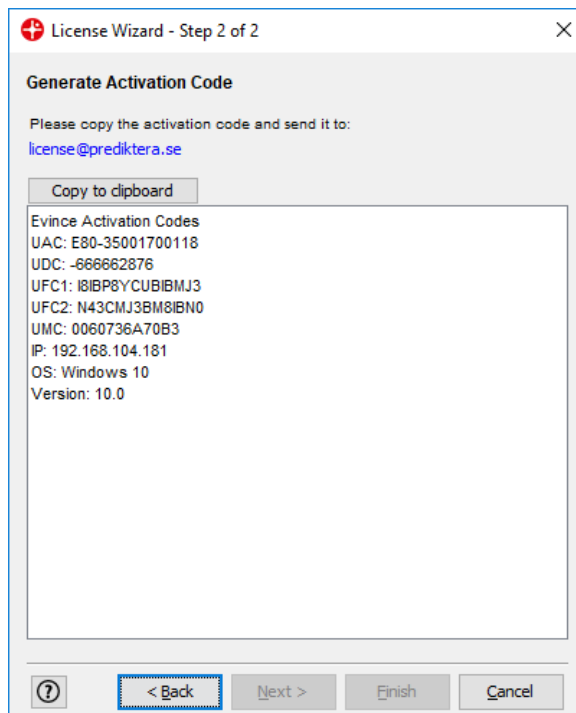 License Wizard - Step 2 of 2
Generate Activation Code
Please copy the activation code and send it to:
license@prediktera.se
Copy to clipboard
Evince Activation Codes
UAC: E80-35001700118
UDC: -666662876
UFC1: I8IBP8YCUBIBMJ3
UFC2: N43CMJ3BM8IBN0
UMC: 0060736A70B3
IP: 192.168.104.181
OS: Windows 10
Version: 10.0
? < Back Next > Finish Cancel